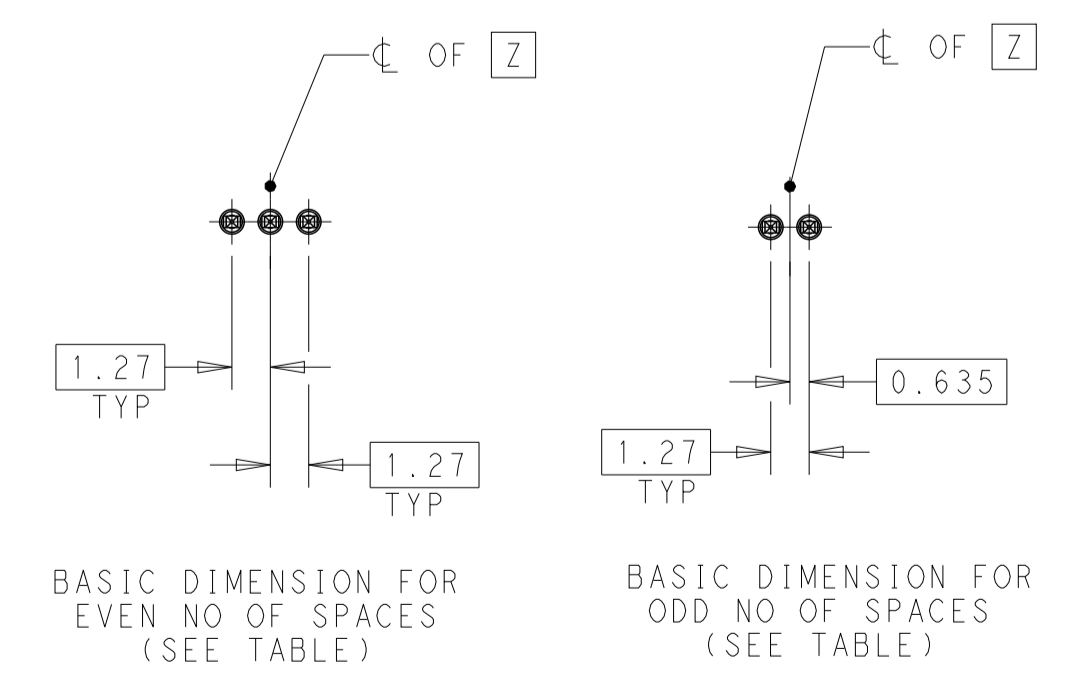 ℄ OF Z
1.27
TYP
1.27
TYP
BASIC DIMENSION FOR
EVEN NO OF SPACES
(SEE TABLE)
℄ OF Z
0.635
1.27
TYP
BASIC DIMENSION FOR
ODD NO OF SPACES
(SEE TABLE)